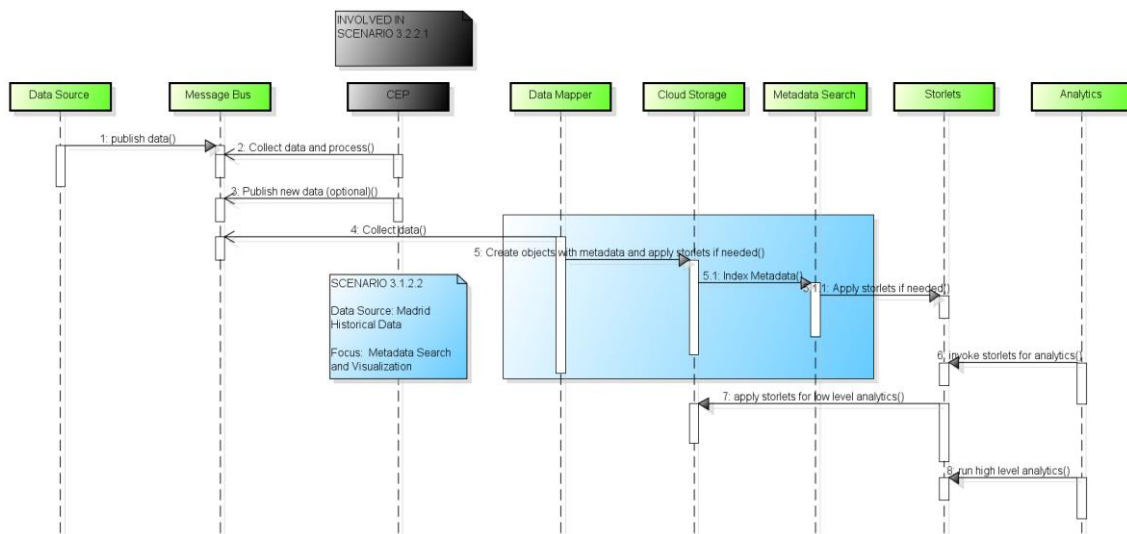 INVOLVED IN
SCENARIO 3.2.2.1
Data Source
Message Bus
CEP
Data Mapper
Cloud Storage
Metadata Search
Storlets
Analytics
1: publish data()
2: Collect data and process()
3: Publish new data (optional)()
4: Collect data()
5: Create objects with metadata and apply storlets if needed()
5.1: Index Metadata()
5.1.1: Apply storlets if needed()
SCENARIO 3.1.2.2
Data Source: Madrid
Historical Data
Focus: Metadata Search
and Visualization
6: invoke storlets for analytics()
7: apply storlets for low level analytics()
8: run high level analytics()